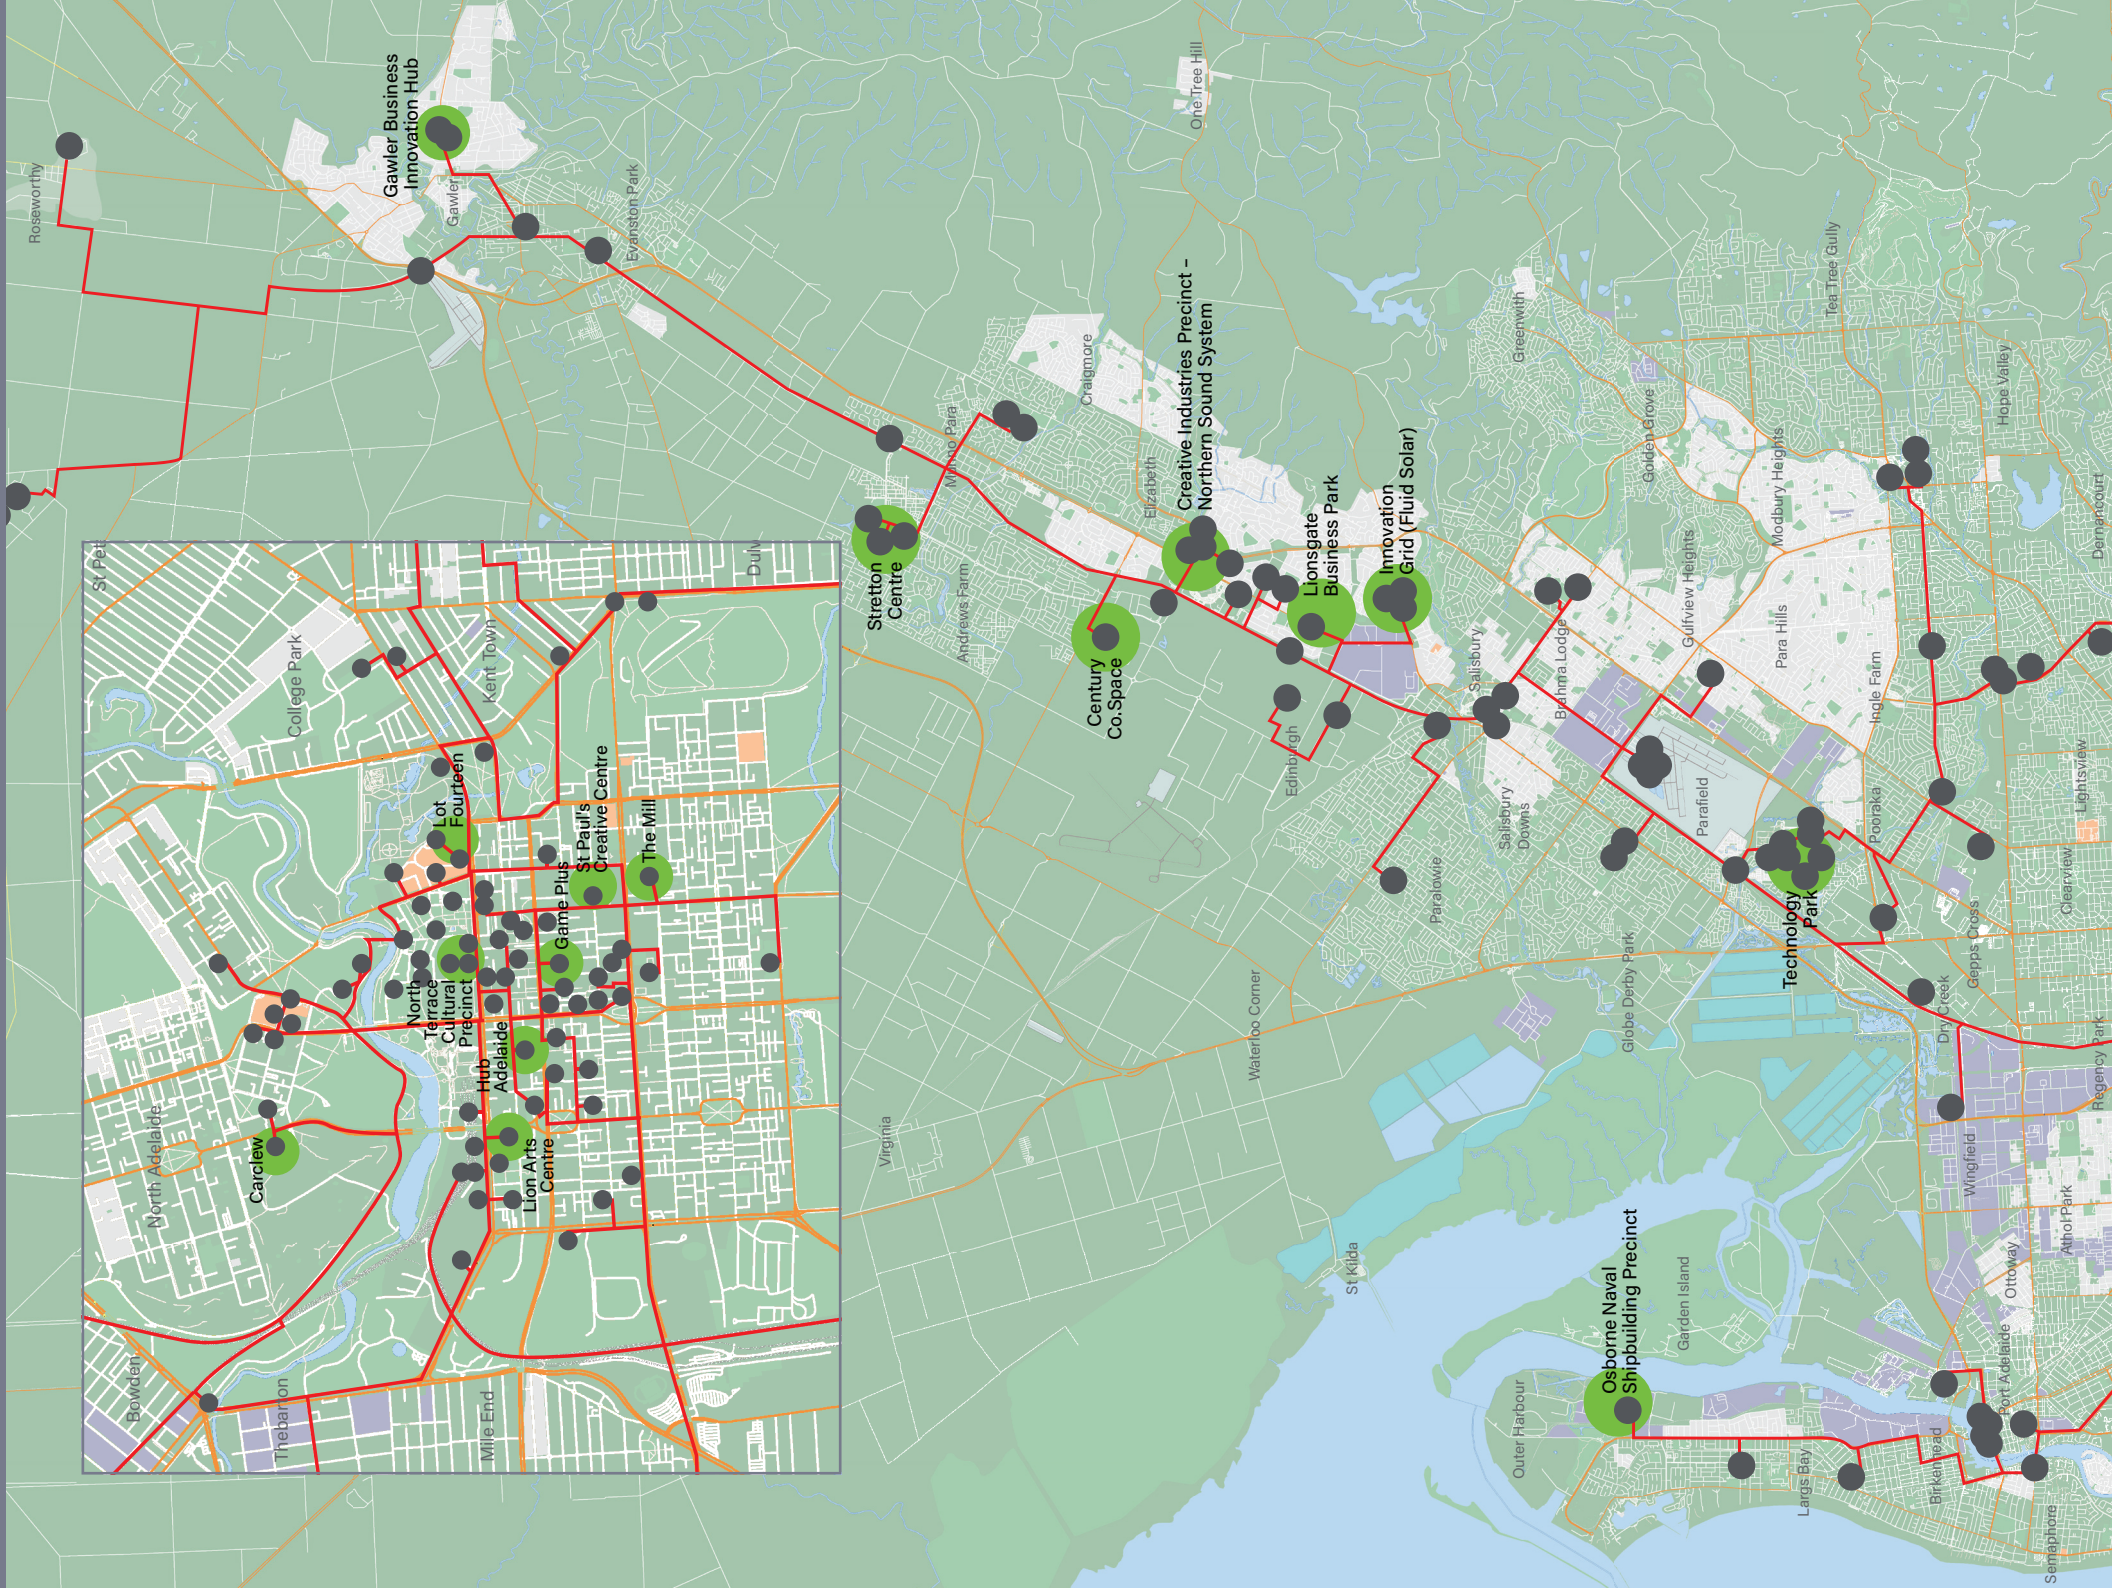 Roseworthy
Gawler Business
Innovation Hub
Gawler
Evanston Park
One Tree Hill
Munno Para
Craigmore
Stretton
Centre
Andrews Farm
Elizabeth
Creative Industries Precinct –
Northern Sound System
Century
Co.Space
Lionsgate
Business Park
Innovation
Grid (Fluid Solar)
Edinburgh
Salisbury
Salisbury
Downs
Paralowie
Brahma Lodge
Greenwith
Golden Grove
Gulfview Heights
Modbury Heights
Para Hills
Tea Tree Gully
Hope Valley
Dernancourt
Ingle Farm
Parafield
Pooraka
Technology
Park
Lightsview
Clearview
Gepps Cross
Globe Derby Park
Dry Creek
Regency Park
Waterloo Corner
Virginia
St Kilda
Wingfield
Athol Park
Ottoway
Garden Island
Osborne Naval
Shipbuilding Precinct
Outer Harbour
Port Adelaide
Largs Bay
Birkenhead
Semaphore
St Pet
College Park
Kent Town
Dulw
Lot
Fourteen
St Paul's
Creative Centre
The Mill
Game Plus
North
Terrace
Cultural
Precinct
Hub
Adelaide
Lion Arts
Centre
Carclew
North Adelaide
Bowden
Thebarton
Mile End